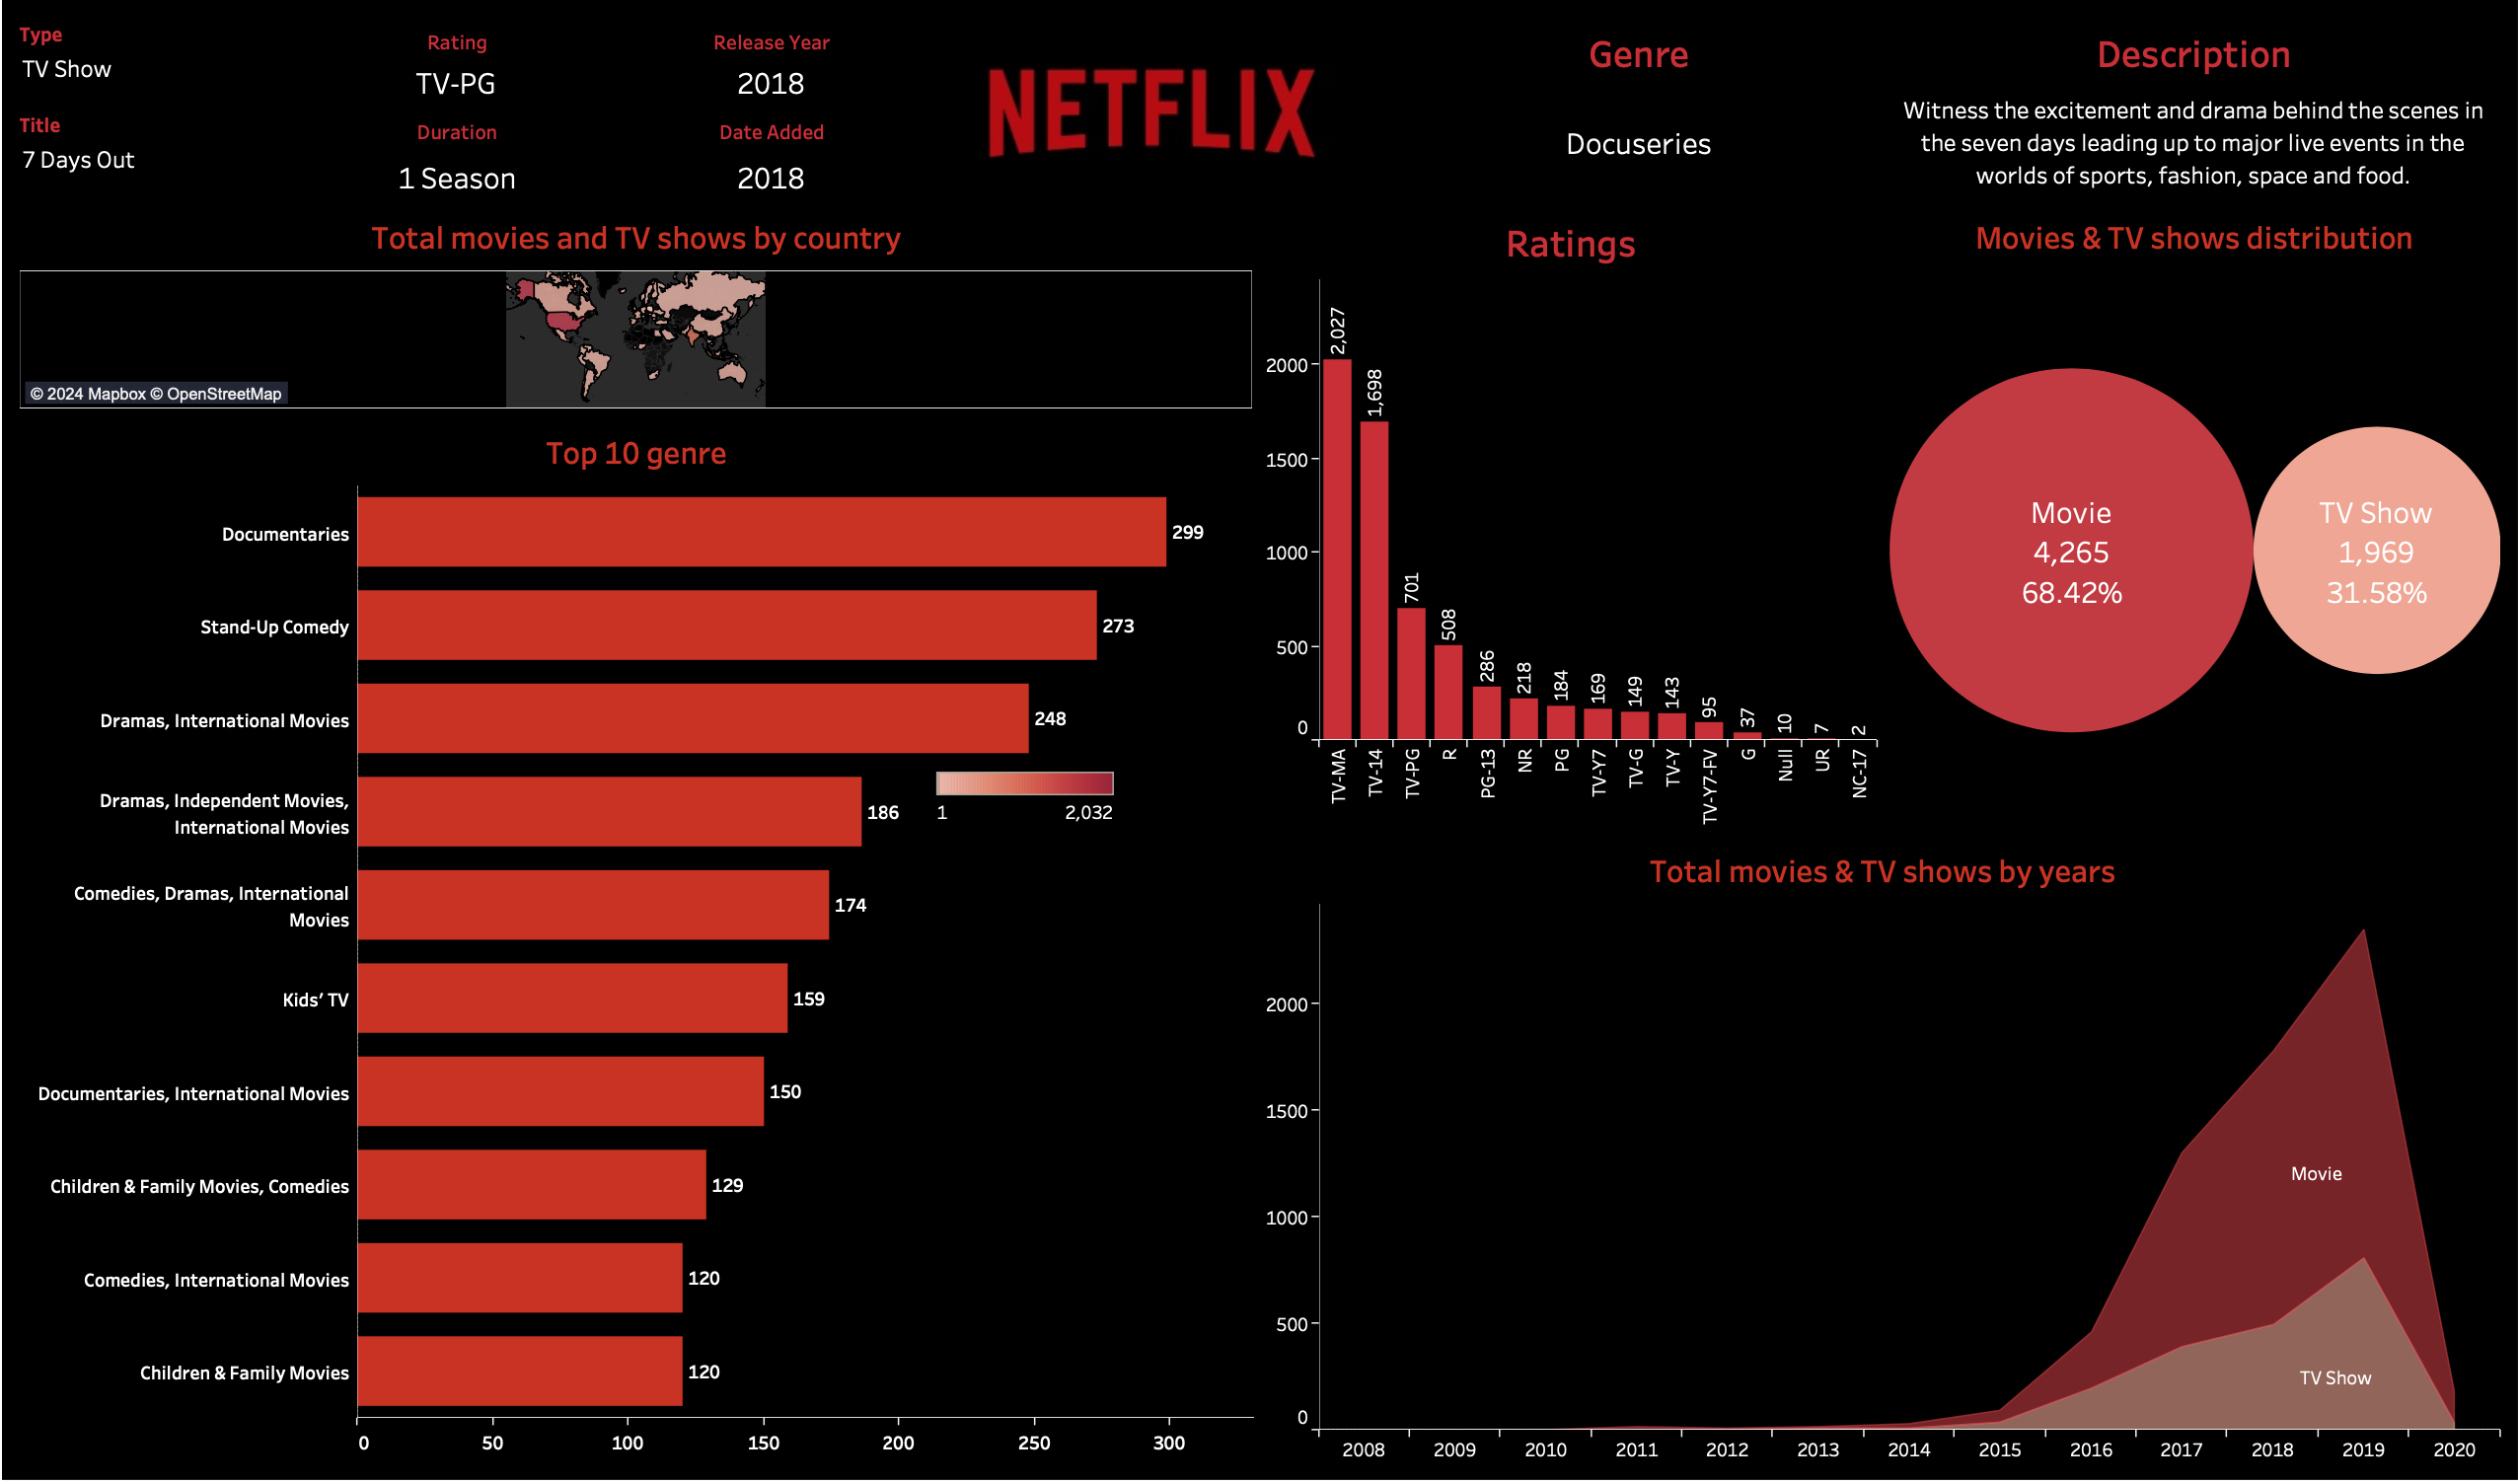 Type
TV Show
Title
7 Days Out
Rating
TV-PG
Duration
1 Season
Release Year
2018
Date Added
2018
NETFLIX
Genre
Docuseries
Description
Witness the excitement and drama behind the scenes in
the seven days leading up to major live events in the
worlds of sports, fashion, space and food.
Total movies and TV shows by country
© 2024 Mapbox © OpenStreetMap
Top 10 genre
Documentaries
299
Stand-Up Comedy
273
Dramas, International Movies
248
Dramas, Independent Movies,
International Movies
186
Comedies, Dramas, International
Movies
174
Kids’ TV
159
Documentaries, International Movies
150
Children & Family Movies, Comedies
129
Comedies, International Movies
120
Children & Family Movies
120
0 50 100 150 200 250 300
1 2,032
Ratings
2000
1500
1000
500
0
2,027
1,698
701
508
286
218
184
169
149
143
95
37
10
7
2
TV-MA
TV-14
TV-PG
R
PG-13
NR
PG
TV-Y7
TV-G
TV-Y
TV-Y7-FV
G
Null
UR
NC-17
Movies & TV shows distribution
Movie
4,265
68.42%
TV Show
1,969
31.58%
Total movies & TV shows by years
2000
1500
1000
500
0
Movie
TV Show
2008 2009 2010 2011 2012 2013 2014 2015 2016 2017 2018 2019 2020